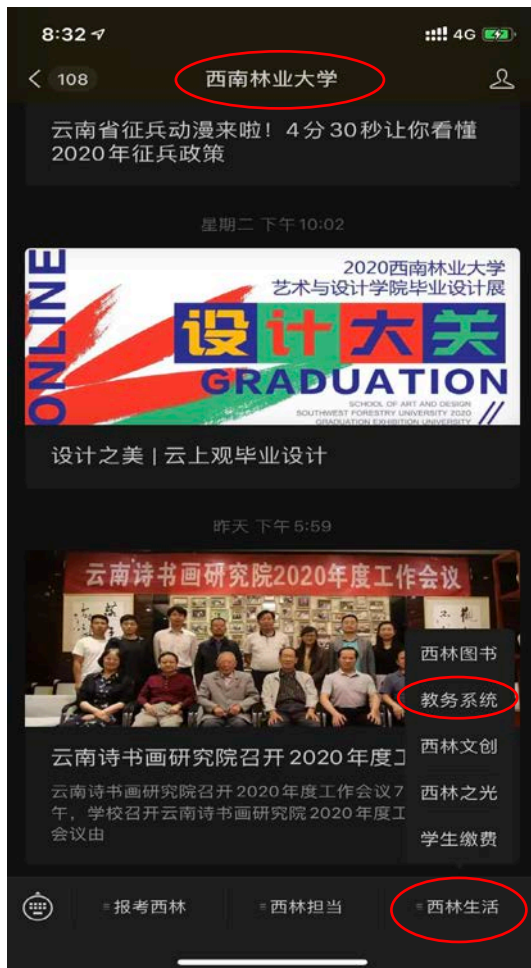 8:32
4G
108
西南林业大学
云南省征兵动漫来啦！4分30秒让你看懂
2020年征兵政策
星期二 下午10:02
ONLINE
2020西南林业大学
艺术与设计学院毕业设计展
设计大美
GRADUATION
SCHOOL OF ART AND DESIGN
SOUTHWEST FORESTRY UNIVERSITY 2020
GRADUATION EXHIBITION UNIVERSITY
设计之美 | 云上观毕业设计
昨天 下午5:59
云南诗书画研究院2020年度工作会议
西林图书
教务系统
西林文创
西林之光
学生缴费
云南诗书画研究院召开2020年度工
云南诗书画研究院召开2020年度工作会议7
午，学校召开云南诗书画研究院2020年度工
会议由
报考西林
西林担当
西林生活